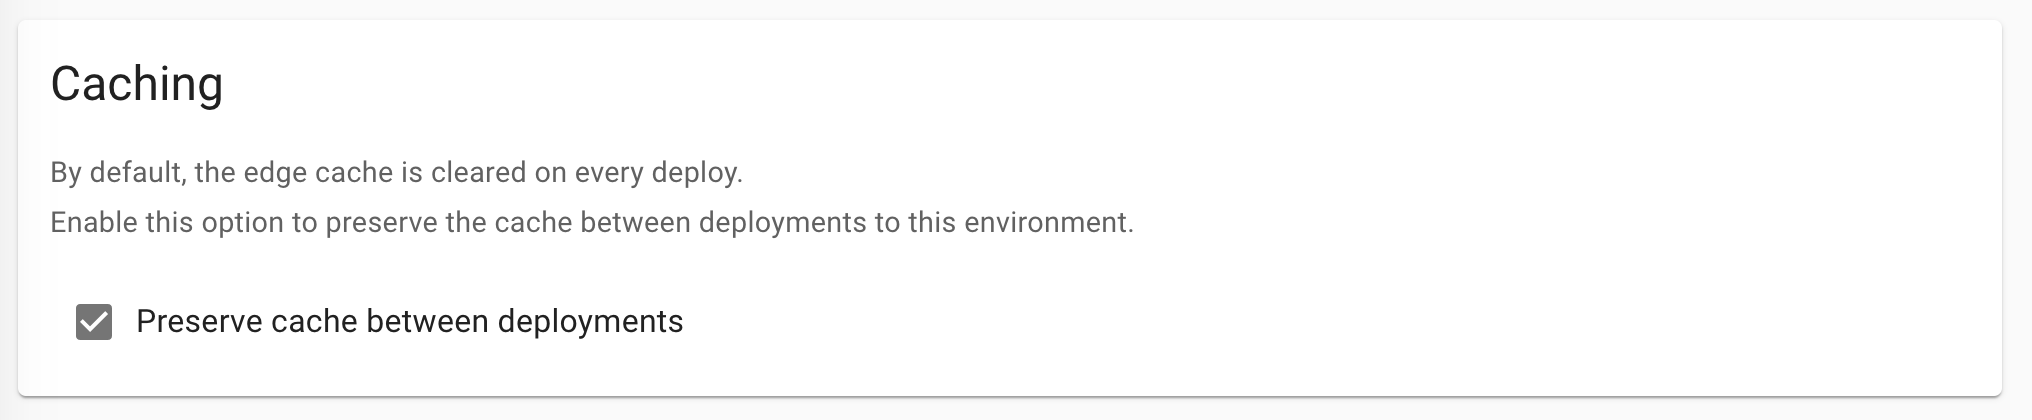 Caching
By default, the edge cache is cleared on every deploy.
Enable this option to preserve the cache between deployments to this environment.
Preserve cache between deployments